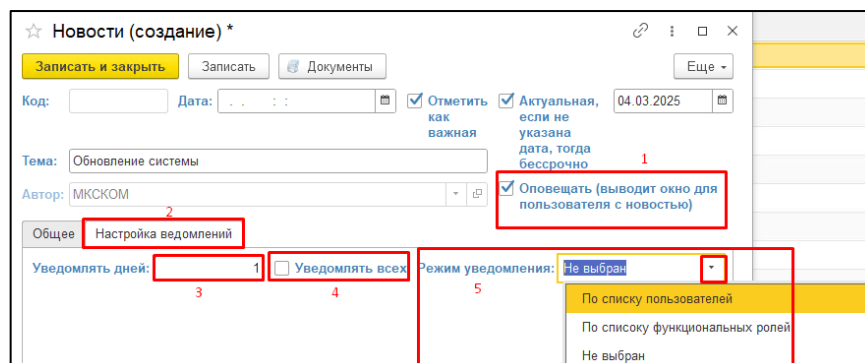 Новости (создание) *
Записать и закрыть Записать Документы Еще
Код: Дата: . . : : Отметить как важная Актуальная, если не указана дата, тогда бессрочно 04.03.2025
1
Тема: Обновление системы
Автор: МКСКОМ Оповещать (выводит окно для пользователя с новостью)
2
Общее Настройка ведомлений
Уведомлять дней: 1 Уведомлять всех Режим уведомления: Не выбран
3 4 5
По списку пользователей
По списоку функциональных ролей
Не выбран